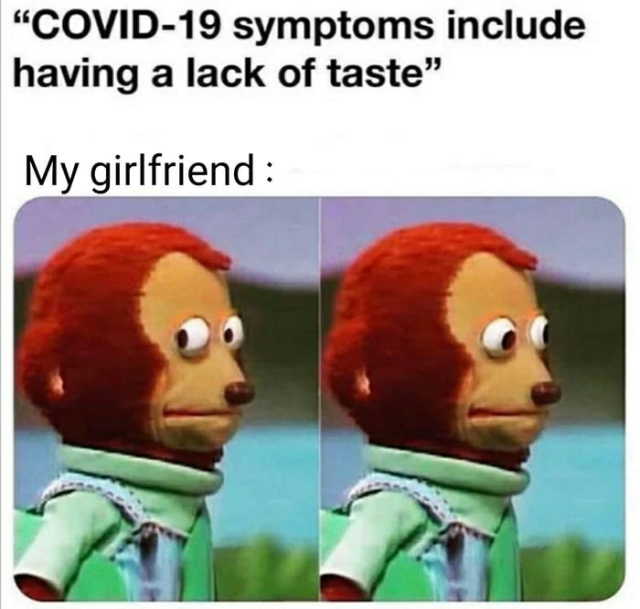 “COVID-19 symptoms include
having a lack of taste”
My girlfriend :